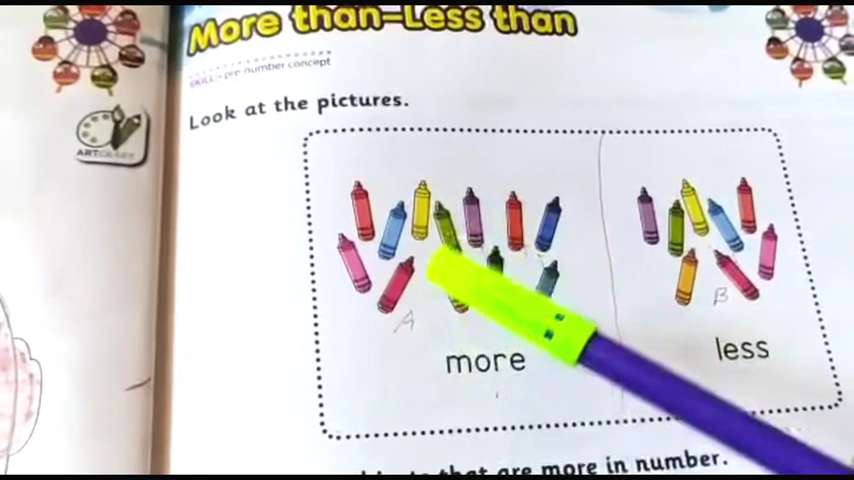 More than–Less than
SKILL:- pre number concept
Look at the pictures.
ART
A
B
more
less
that are more in number.